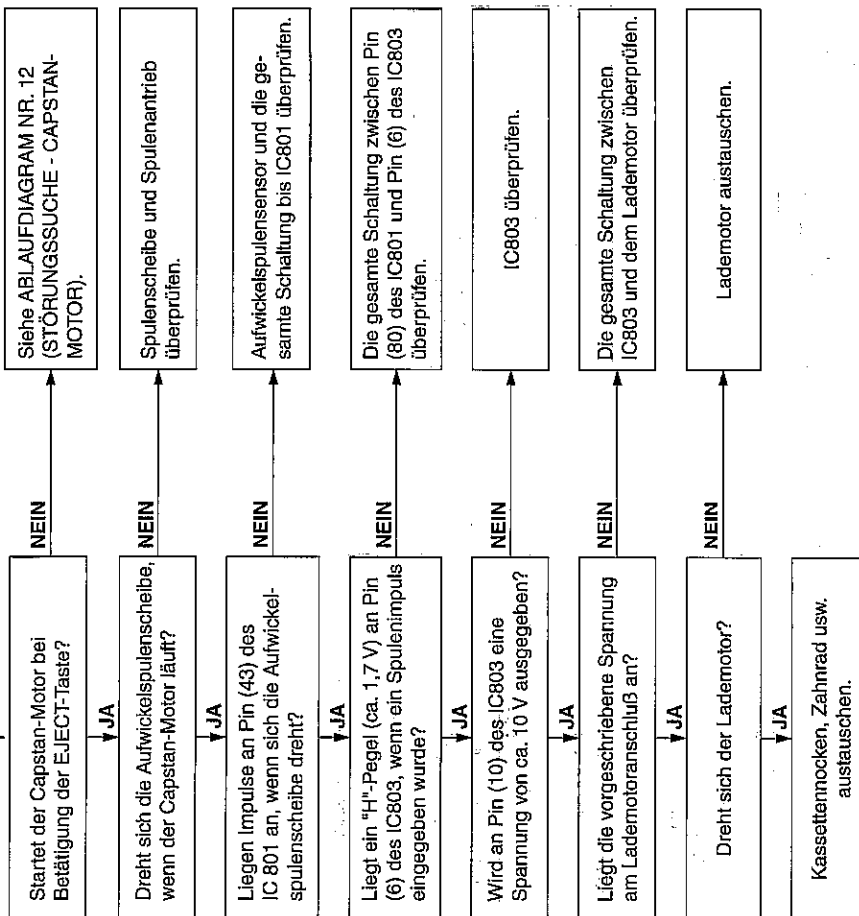 Startet der Capstan-Motor bei
Betätigung der EJECT-Taste?
NEIN
Siehe ABLAUFDIAGRAM NR. 12
(STÖRUNGSSUCHE - CAPSTAN-
MOTOR).
JA
Dreht sich die Aufwickelspulenscheibe,
wenn der Capstan-Motor läuft?
NEIN
Spulenscheibe und Spulenantrieb
überprüfen.
JA
Liegen Impulse an Pin (43) des
IC 801 an, wenn sich die Aufwickel-
spulenscheibe dreht?
NEIN
Aufwickelspulensensor und die ge-
samte Schaltung bis IC801 überprüfen.
JA
Liegt ein "H"-Pegel (ca. 1,7 V) an Pin
(6) des IC803, wenn ein Spulenimpuls
eingegeben wurde?
NEIN
Die gesamte Schaltung zwischen Pin
(80) des IC801 und Pin (6) des IC803
überprüfen.
JA
Wird an Pin (10) des IC803 eine
Spannung von ca. 10 V ausgegeben?
NEIN
IC803 überprüfen.
JA
Liegt die vorgeschriebene Spannung
am Lademotoranschluß an?
NEIN
Die gesamte Schaltung zwischen
IC803 und dem Lademotor überprüfen.
JA
Dreht sich der Lademotor?
NEIN
Lademotor austauschen.
JA
Kassettennocken, Zahnrad usw.
austauschen.